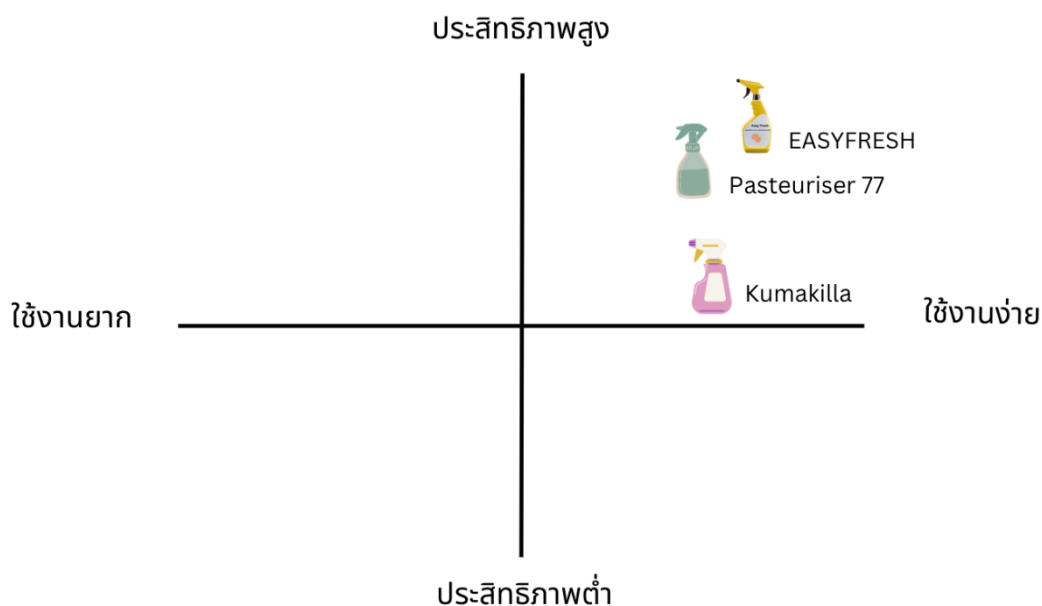 ประสิทธิภาพสูง
EASYFRESH
Pasteuriser 77
Kumakilla
ใช้งานยาก
ใช้งานง่าย
ประสิทธิภาพต่ำ